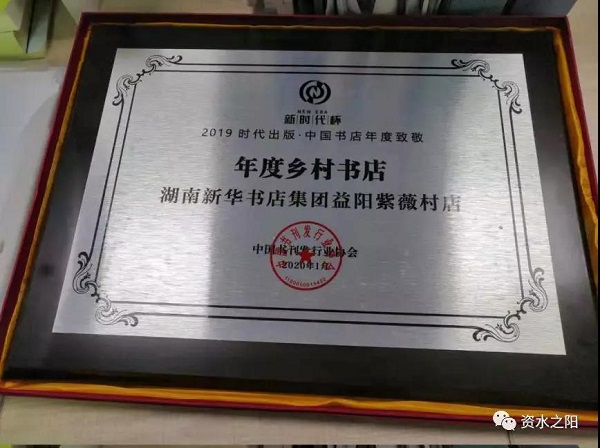 NEW ERA
新时代杯
2019 时代出版·中国书店年度致敬
年度乡村书店
湖南新华书店集团益阳紫薇村店
中国书刊发行业协会
2020年1月
资水之阳